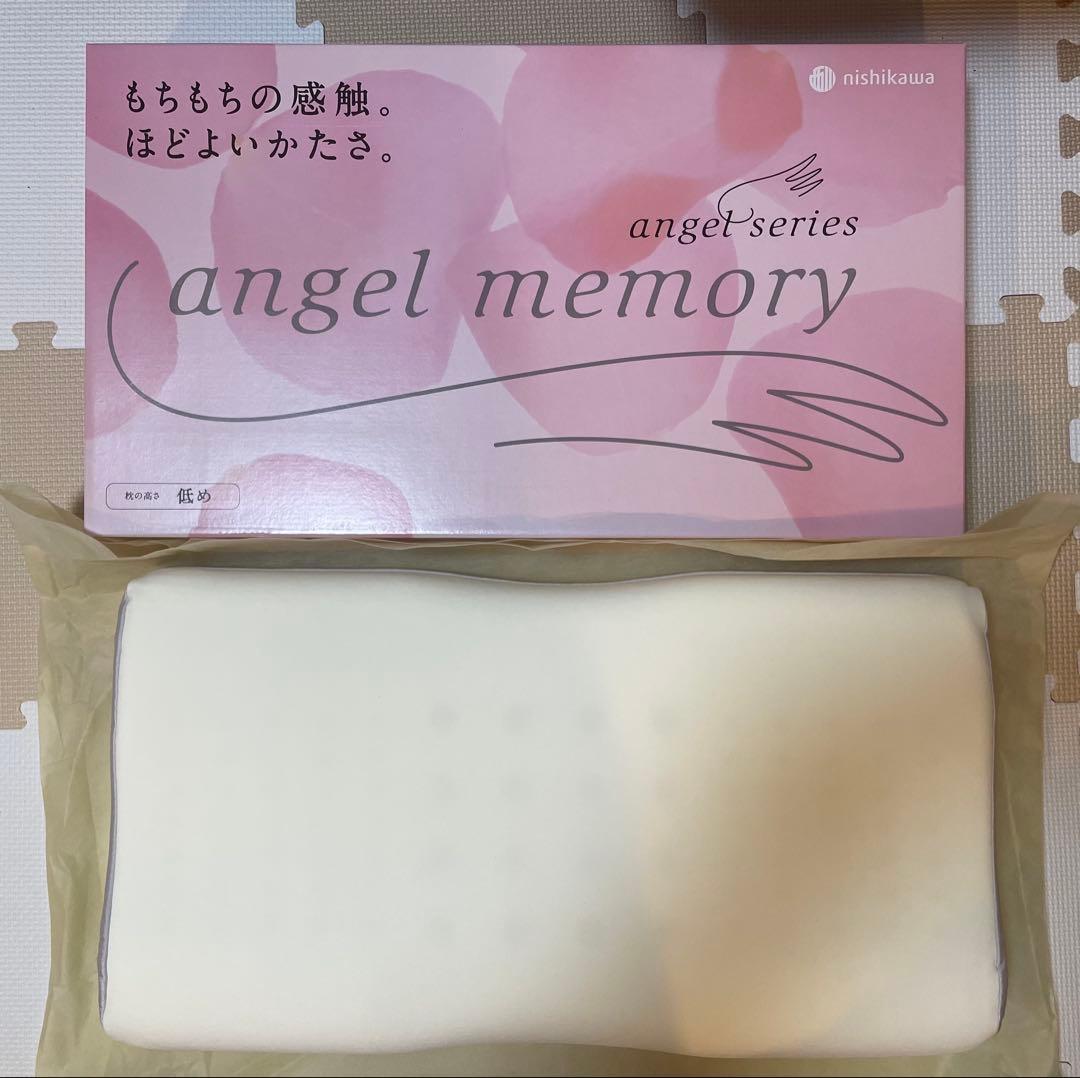 nishikawa
もちもちの感触。
ほどよいかたさ。
angel series
angel memory
枕の高さ 低め